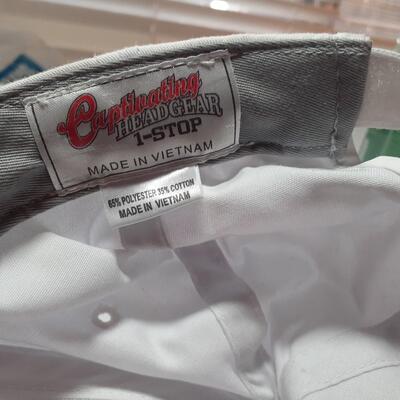 Captivating
HEADGEAR
1-STOP
MADE IN VIETNAM
65% POLYESTER 35% COTTON
MADE IN VIETNAM